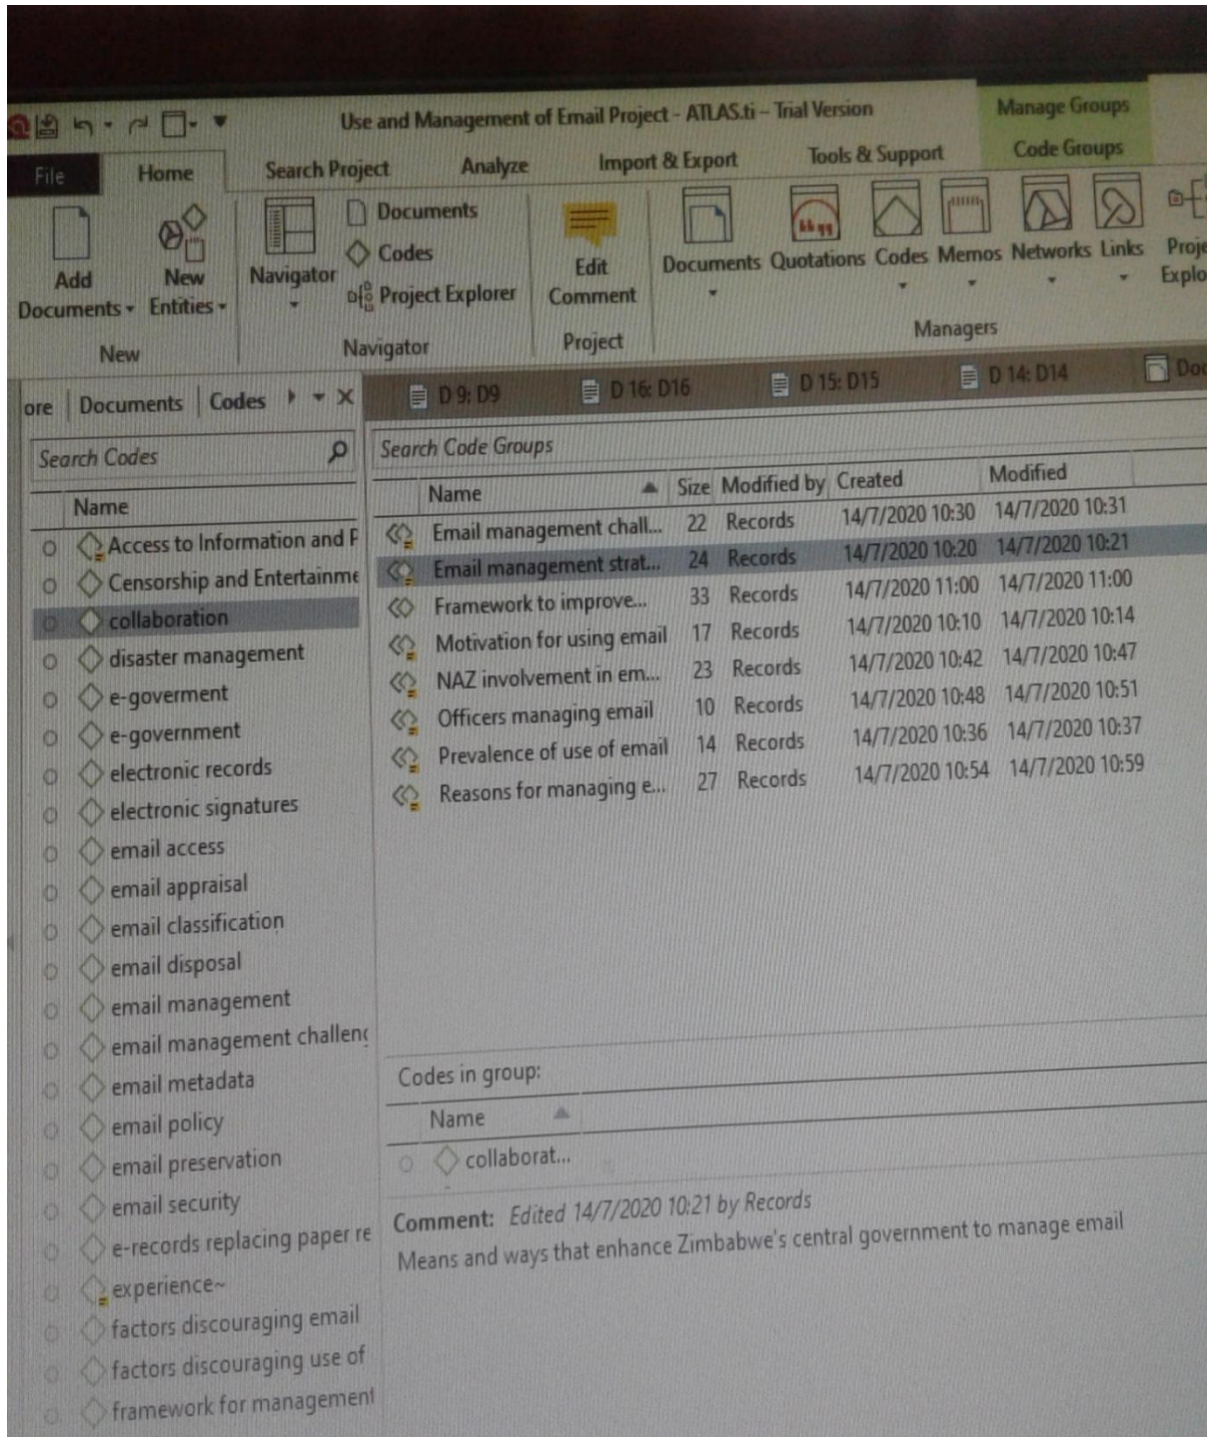 Use and Management of Email Project - ATLAS.ti - Trial Version
Manage Groups
File Home Search Project Analyze Import & Export Tools & Support Code Groups
Add Documents
New Entities
New
Navigator
Documents
Codes
Project Explorer
Navigator
Edit Comment
Project
Documents Quotations Codes Memos Networks Links
Managers
Documents Codes
D 9: D9
D 16: D16
D 15: D15
D 14: D14
Search Codes
Name
Access to Information and P
Censorship and Entertainme
collaboration
disaster management
e-goverment
e-government
electronic records
electronic signatures
email access
email appraisal
email classification
email disposal
email management
email management challeng
email metadata
email policy
email preservation
email security
e-records replacing paper re
experience~
factors discouraging email
factors discouraging use of
framework for management
Search Code Groups
Name Size Modified by Created Modified
Email management chall... 22 Records 14/7/2020 10:30 14/7/2020 10:31
Email management strat... 24 Records 14/7/2020 10:20 14/7/2020 10:21
Framework to improve... 33 Records 14/7/2020 11:00 14/7/2020 11:00
Motivation for using email 17 Records 14/7/2020 10:10 14/7/2020 10:14
NAZ involvement in em... 23 Records 14/7/2020 10:42 14/7/2020 10:47
Officers managing email 10 Records 14/7/2020 10:48 14/7/2020 10:51
Prevalence of use of email 14 Records 14/7/2020 10:36 14/7/2020 10:37
Reasons for managing e... 27 Records 14/7/2020 10:54 14/7/2020 10:59
Codes in group:
Name
collaborat...
Comment: Edited 14/7/2020 10:21 by Records
Means and ways that enhance Zimbabwe's central government to manage email